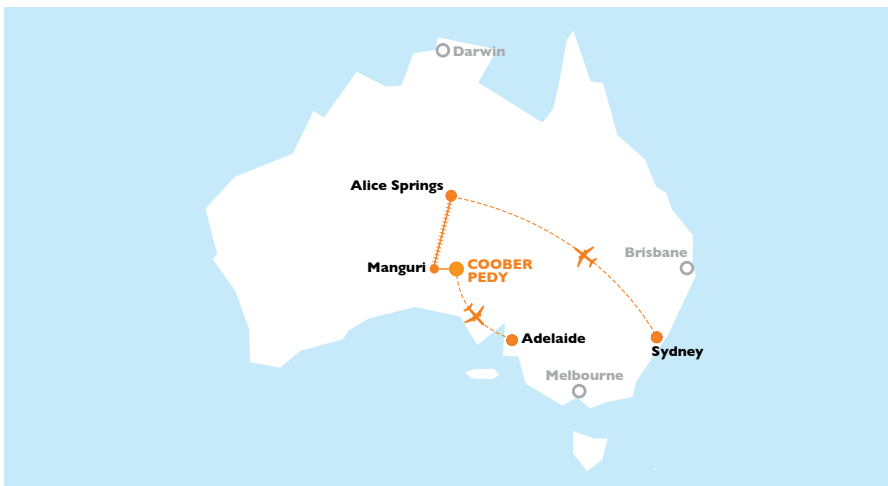 Darwin
Alice Springs
Brisbane
Manguri
COOBER
PEDY
Adelaide
Sydney
Melbourne